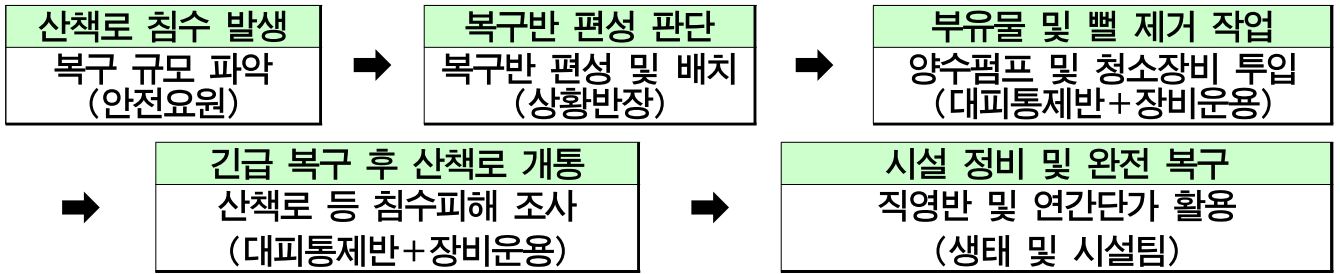 산책로 침수 발생
복구 규모 파악
(안전요원)
➡
복구반 편성 판단
복구반 편성 및 배치
(상황반장)
➡
부유물 및 뻘 제거 작업
양수펌프 및 청소장비 투입
(대피통제반+장비운용)
➡
긴급 복구 후 산책로 개통
산책로 등 침수피해 조사
(대피통제반+장비운용)
➡
시설 정비 및 완전 복구
직영반 및 연간단가 활용
(생태 및 시설팀)